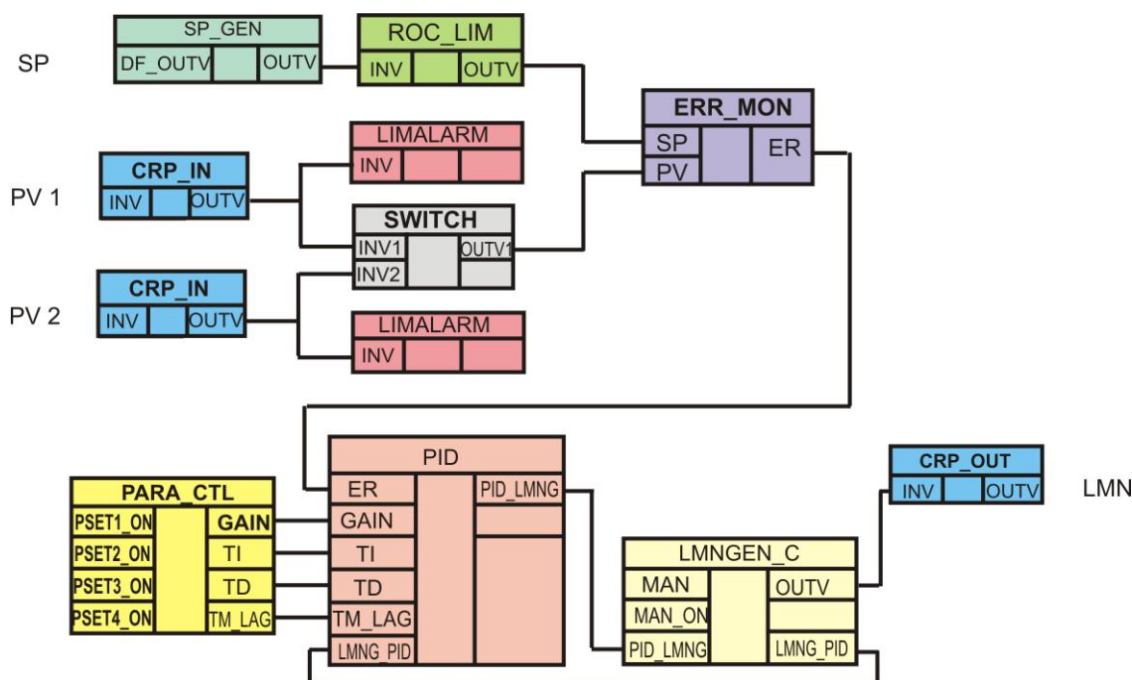 SP
SP_GEN
DF_OUTV OUTV
ROC_LIM
INV OUTV
ERR_MON
SP ER
PV
PV 1
CRP_IN
INV OUTV
LIMALARM
INV
SWITCH
INV1 OUTV1
INV2
PV 2
CRP_IN
INV OUTV
LIMALARM
INV
PARA_CTL
PSET1_ON GAIN
PSET2_ON TI
PSET3_ON TD
PSET4_ON TM_LAG
PID
ER PID_LMNG
GAIN
TI
TD
TM_LAG
LMNG_PID
LMNGEN_C
MAN OUTV
MAN_ON
PID_LMNG LMNG_PID
CRP_OUT
INV OUTV
LMN